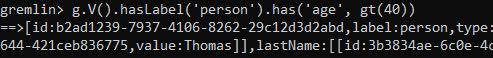 gremlin> g.V().hasLabel('person').has('age', gt(40))
==>[id:b2ad1239-7937-4106-8262-29c12d3d2abd,label:person,type:
644-421ceb836775,value:Thomas]],lastName:[[id:3b3834ae-6c0e-4c